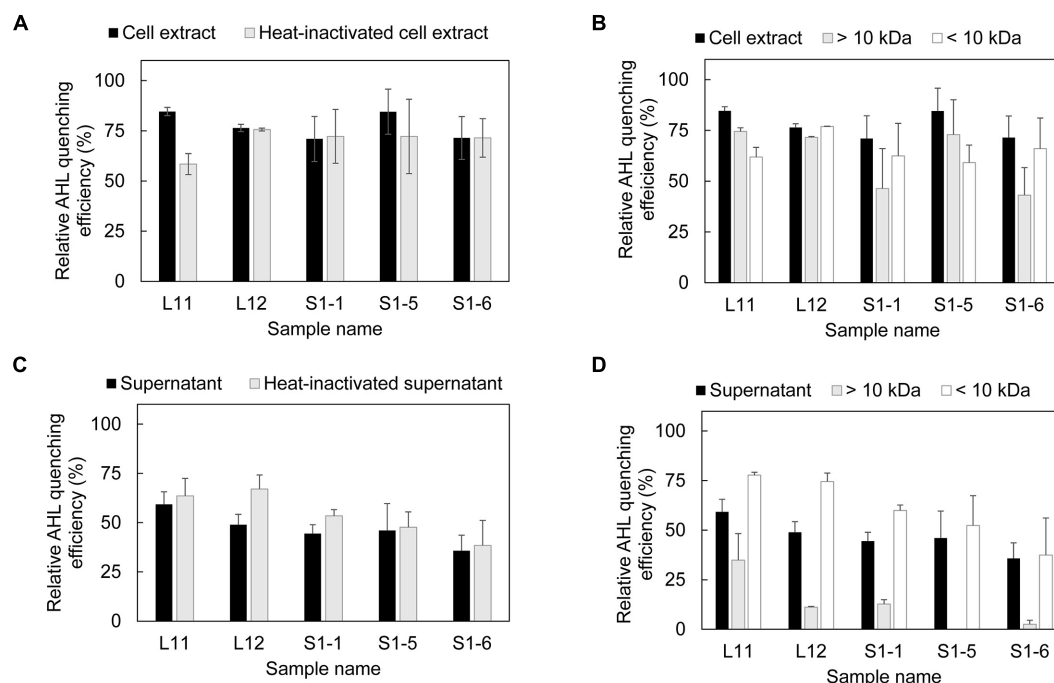 A
Cell extract Heat-inactivated cell extract
Relative AHL quenching
efficiency (%)
100
75
50
25
0
L11 L12 S1-1 S1-5 S1-6
Sample name
B
Cell extract > 10 kDa < 10 kDa
Relative AHL quenching
effeiciency (%)
100
75
50
25
0
L11 L12 S1-1 S1-5 S1-6
Sample name
C
Supernatant Heat-inactivated supernatant
Relative AHL quenching
efficiency (%)
100
75
50
25
0
L11 L12 S1-1 S1-5 S1-6
Sample name
D
Supernatant > 10 kDa < 10 kDa
Relative AHL quenching
efficiency (%)
100
75
50
25
0
L11 L12 S1-1 S1-5 S1-6
Sample name